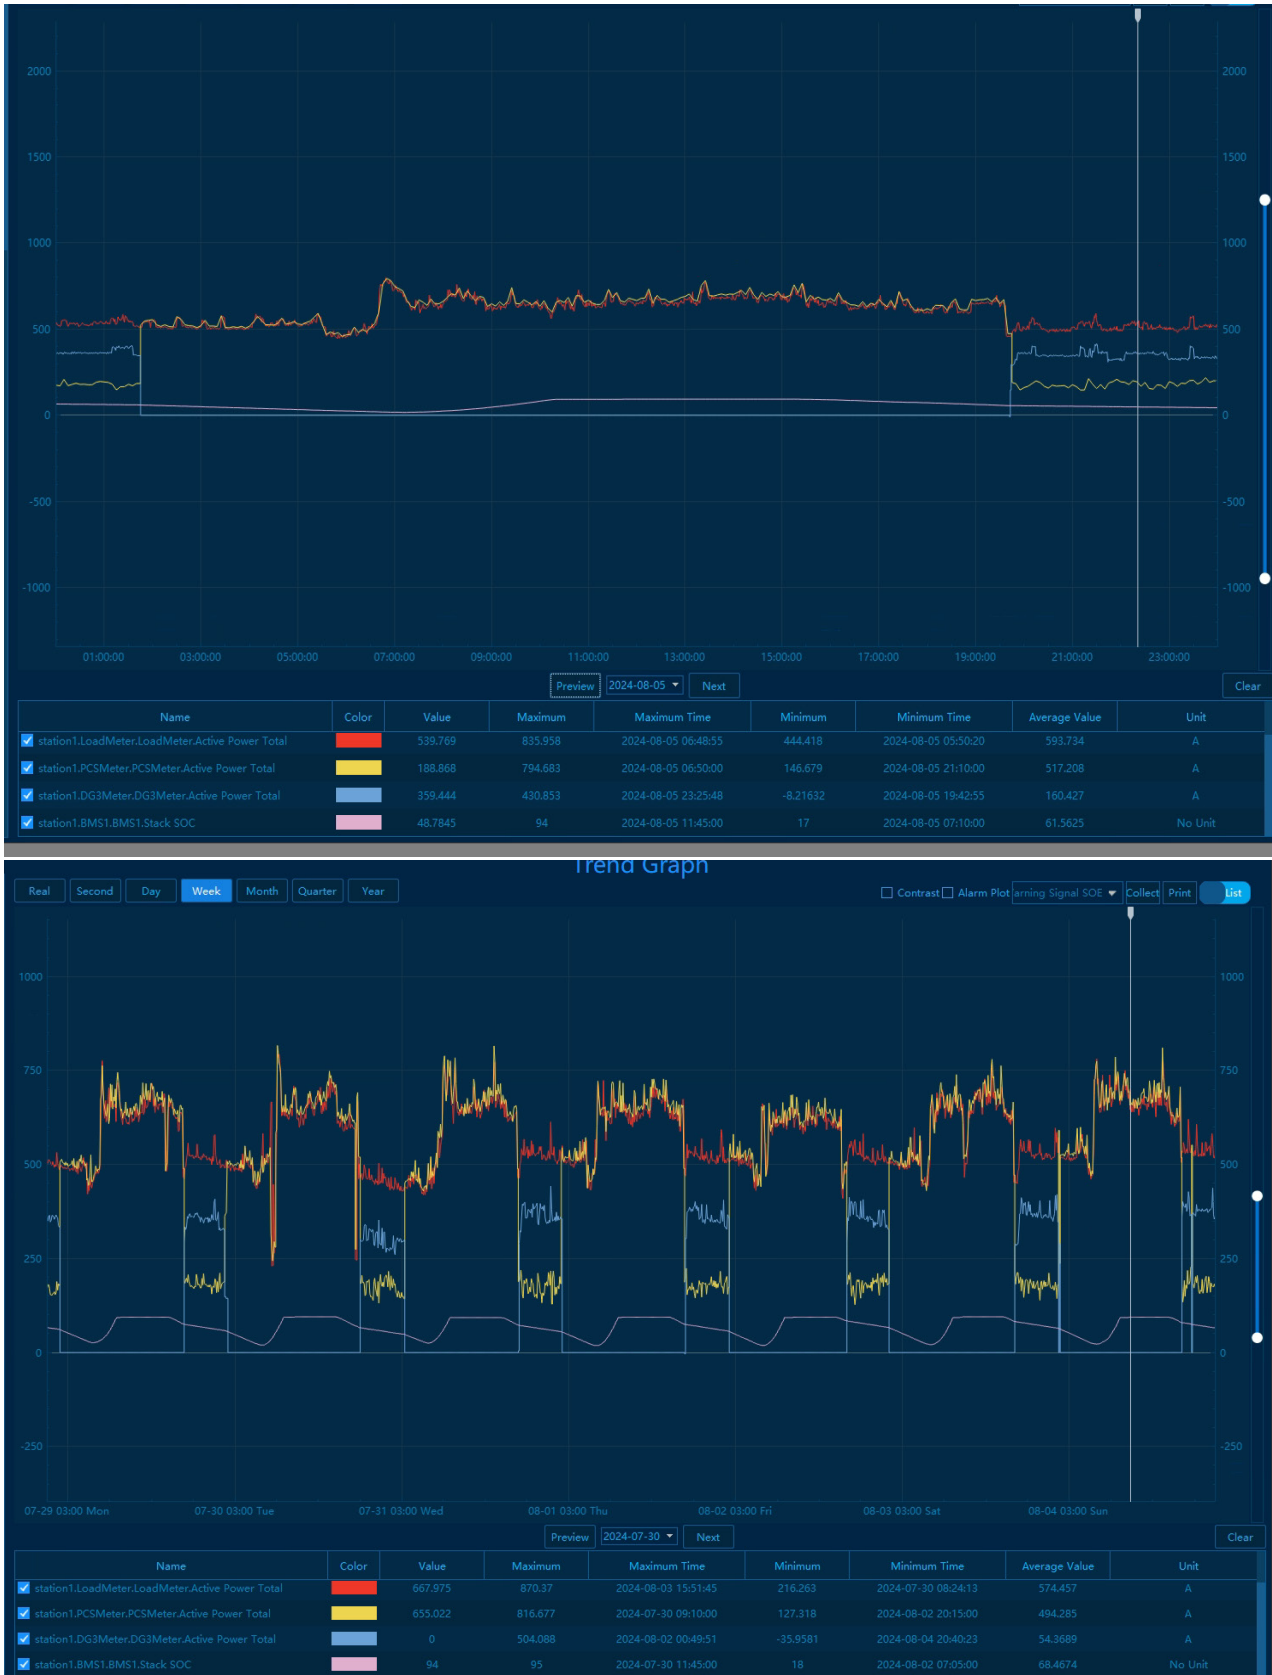 2000 2000
1500 1500
1000 1000
500 500
0 0
-500 -500
-1000 -1000
01:00:00 03:00:00 05:00:00 07:00:00 09:00:00 11:00:00 13:00:00 15:00:00 17:00:00 19:00:00 21:00:00 23:00:00
Preview 2024-08-05 Next Clear
Name Color Value Maximum Maximum Time Minimum Minimum Time Average Value Unit
station1.LoadMeter.LoadMeter.Active Power Total 539.769 835.958 2024-08-05 06:48:55 444.418 2024-08-05 05:50:20 593.734 A
station1.PCSMeter.PCSMeter.Active Power Total 188.868 794.683 2024-08-05 06:50:00 146.679 2024-08-05 21:10:00 517.208 A
station1.DG3Meter.DG3Meter.Active Power Total 359.444 430.853 2024-08-05 23:25:48 -8.21632 2024-08-05 19:42:55 160.427 A
station1.BMS1.BMS1.Stack SOC 48.7845 94 2024-08-05 11:45:00 17 2024-08-05 07:10:00 61.5625 No Unit
Trend Graph
Real Second Day Week Month Quarter Year Contrast Alarm Plot arning Signal SOE Collect Print List
1000 1000
750 750
500 500
250 250
0 0
-250 -250
07-29 03:00 Mon 07-30 03:00 Tue 07-31 03:00 Wed 08-01 03:00 Thu 08-02 03:00 Fri 08-03 03:00 Sat 08-04 03:00 Sun
Preview 2024-07-30 Next Clear
Name Color Value Maximum Maximum Time Minimum Minimum Time Average Value Unit
station1.LoadMeter.LoadMeter.Active Power Total 667.975 870.37 2024-08-03 15:51:45 216.263 2024-07-30 08:24:13 574.457 A
station1.PCSMeter.PCSMeter.Active Power Total 655.022 816.677 2024-07-30 09:10:00 127.318 2024-08-02 20:15:00 494.285 A
station1.DG3Meter.DG3Meter.Active Power Total 0 504.088 2024-08-02 00:49:51 -35.9581 2024-08-04 20:40:23 54.3689 A
station1.BMS1.BMS1.Stack SOC 94 95 2024-07-30 11:45:00 18 2024-08-02 07:05:00 68.4674 No Unit